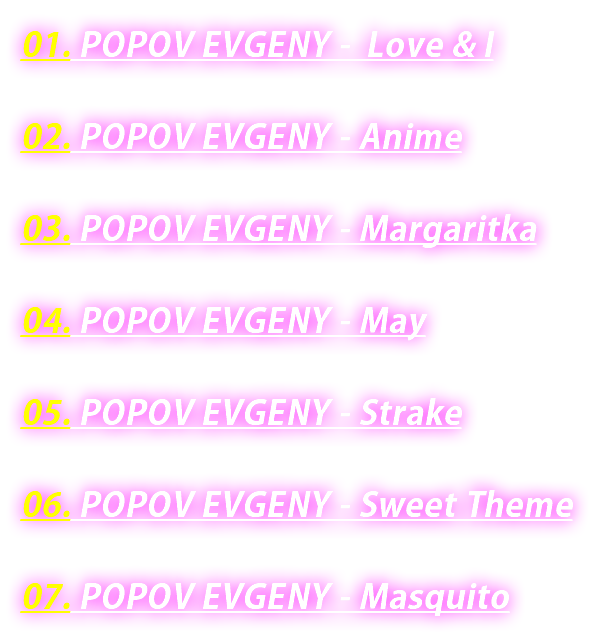 01. POPOV EVGENY - Love & I
02. POPOV EVGENY - Anime
03. POPOV EVGENY - Margaritka
04. POPOV EVGENY - May
05. POPOV EVGENY - Strake
06. POPOV EVGENY - Sweet Theme
07. POPOV EVGENY - Masquito